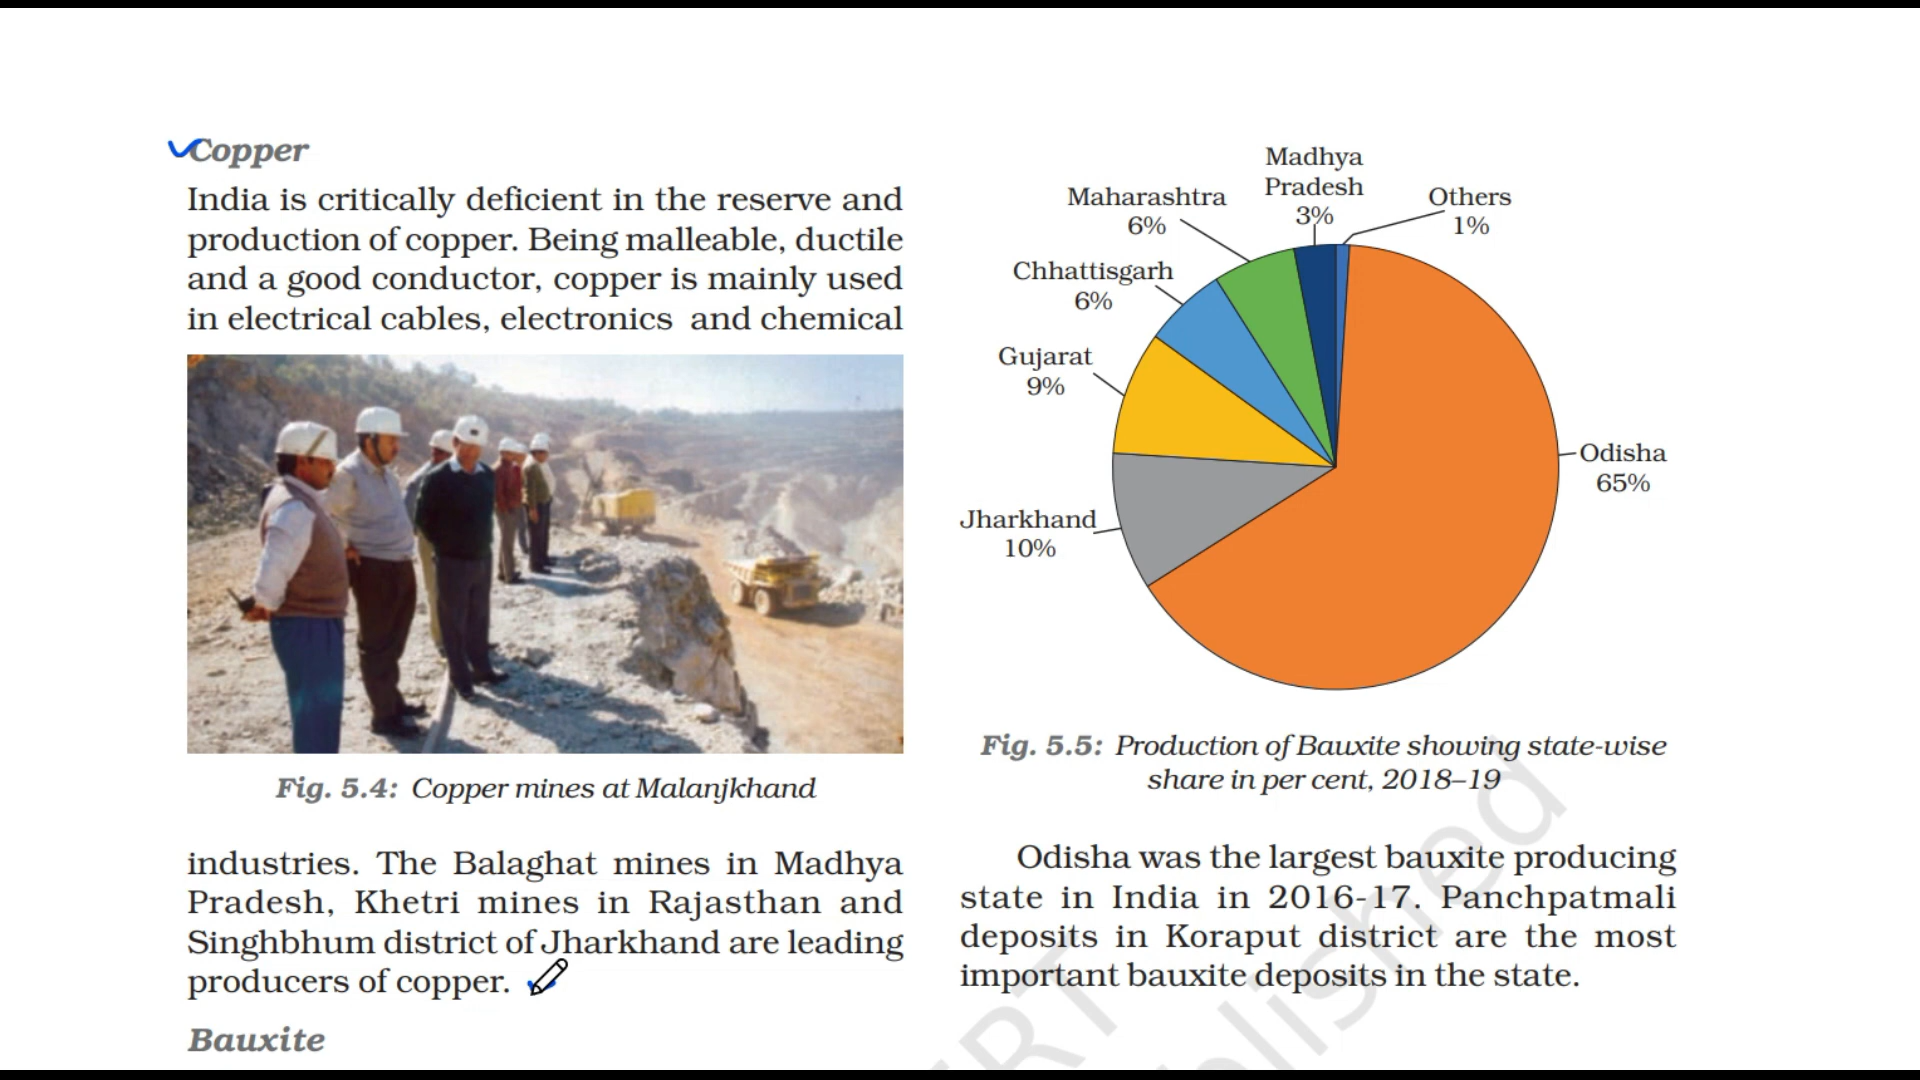 Copper
India is critically deficient in the reserve and
production of copper. Being malleable, ductile
and a good conductor, copper is mainly used
in electrical cables, electronics and chemical
Fig. 5.4: Copper mines at Malanjkhand
industries. The Balaghat mines in Madhya
Pradesh, Khetri mines in Rajasthan and
Singhbhum district of Jharkhand are leading
producers of copper.
Bauxite
Madhya
Pradesh
3%
Others
1%
Maharashtra
6%
Chhattisgarh
6%
Gujarat
9%
Jharkhand
10%
Odisha
65%
Fig. 5.5: Production of Bauxite showing state-wise
share in per cent, 2018–19
Odisha was the largest bauxite producing
state in India in 2016-17. Panchpatmali
deposits in Koraput district are the most
important bauxite deposits in the state.